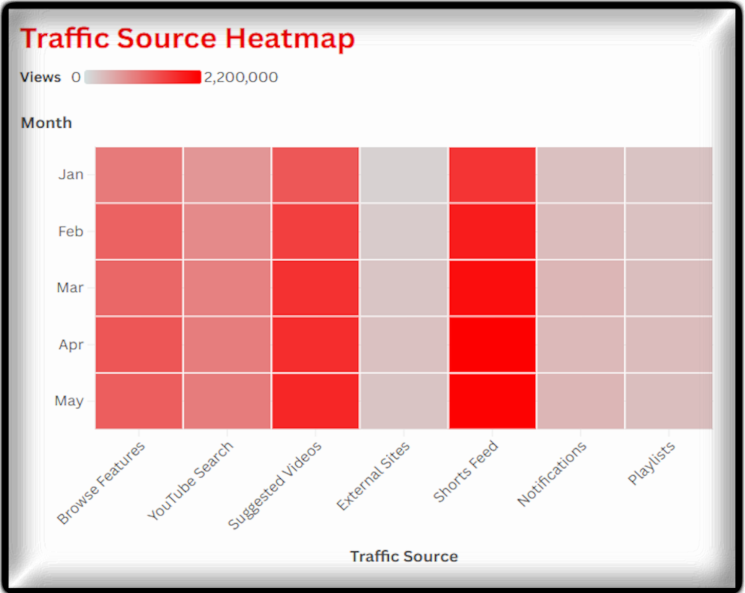 Traffic Source Heatmap
Views 0 2,200,000
Month
Jan
Feb
Mar
Apr
May
Browse Features
YouTube Search
Suggested Videos
External Sites
Shorts Feed
Notifications
Playlists
Traffic Source